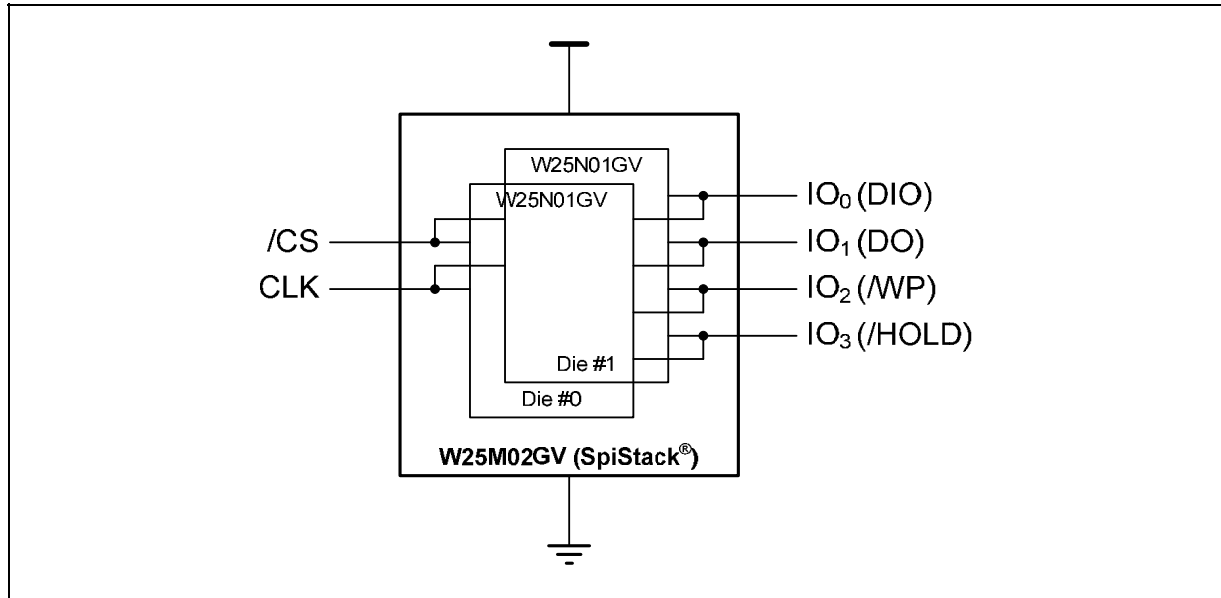 W25N01GV
W25N01GV
/CS
CLK
IO₀ (DIO)
IO₁ (DO)
IO₂ (/WP)
IO₃ (/HOLD)
Die #1
Die #0
W25M02GV (SpiStack®)